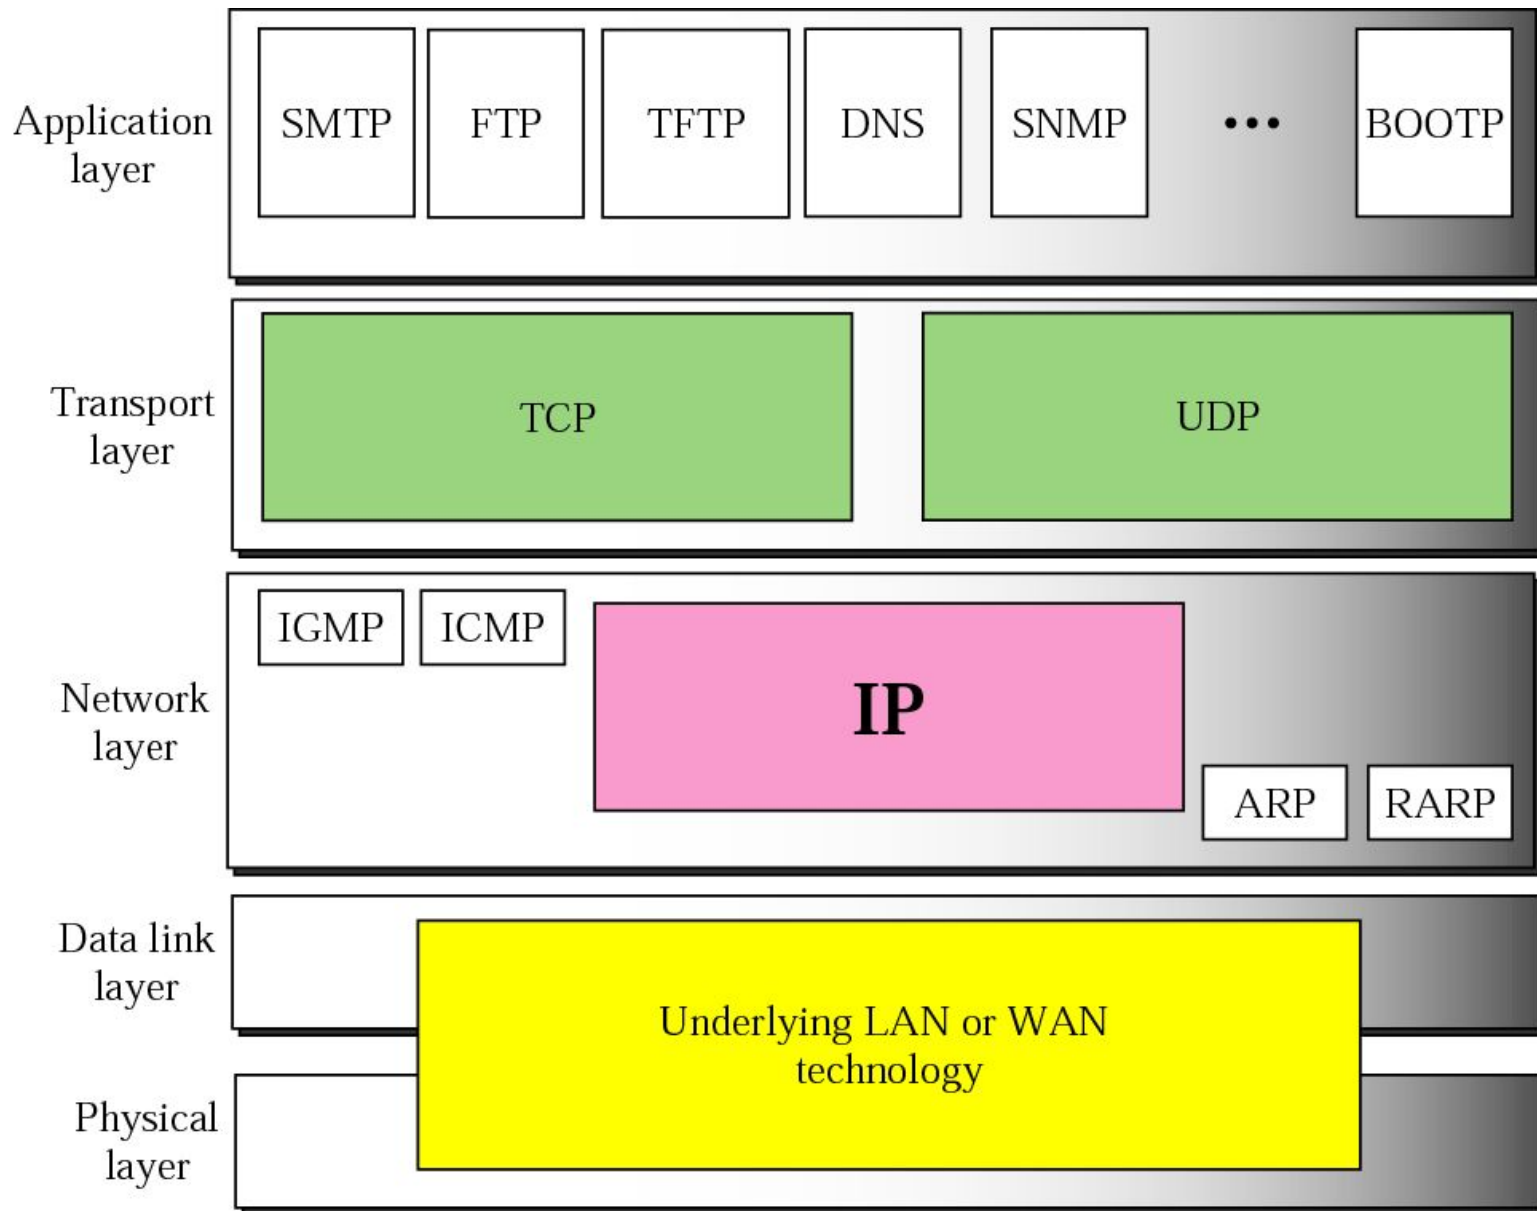 Application
layer
SMTP
FTP
TFTP
DNS
SNMP
•••
BOOTP
Transport
layer
TCP
UDP
Network
layer
IGMP
ICMP
IP
ARP
RARP
Data link
layer
Underlying LAN or WAN
technology
Physical
layer